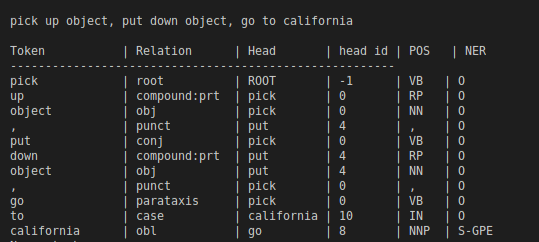 pick up object, put down object, go to california
Token | Relation | Head | head id | POS | NER
-------------------------------------------------------
pick | root | ROOT | -1 | VB | O
up | compound:prt | pick | 0 | RP | O
object | obj | pick | 0 | NN | O
, | punct | put | 4 | , | O
put | conj | pick | 0 | VB | O
down | compound:prt | put | 4 | RP | O
object | obj | put | 4 | NN | O
, | punct | pick | 0 | , | O
go | parataxis | pick | 0 | VB | O
to | case | california | 10 | IN | O
california | obl | go | 8 | NNP | S-GPE